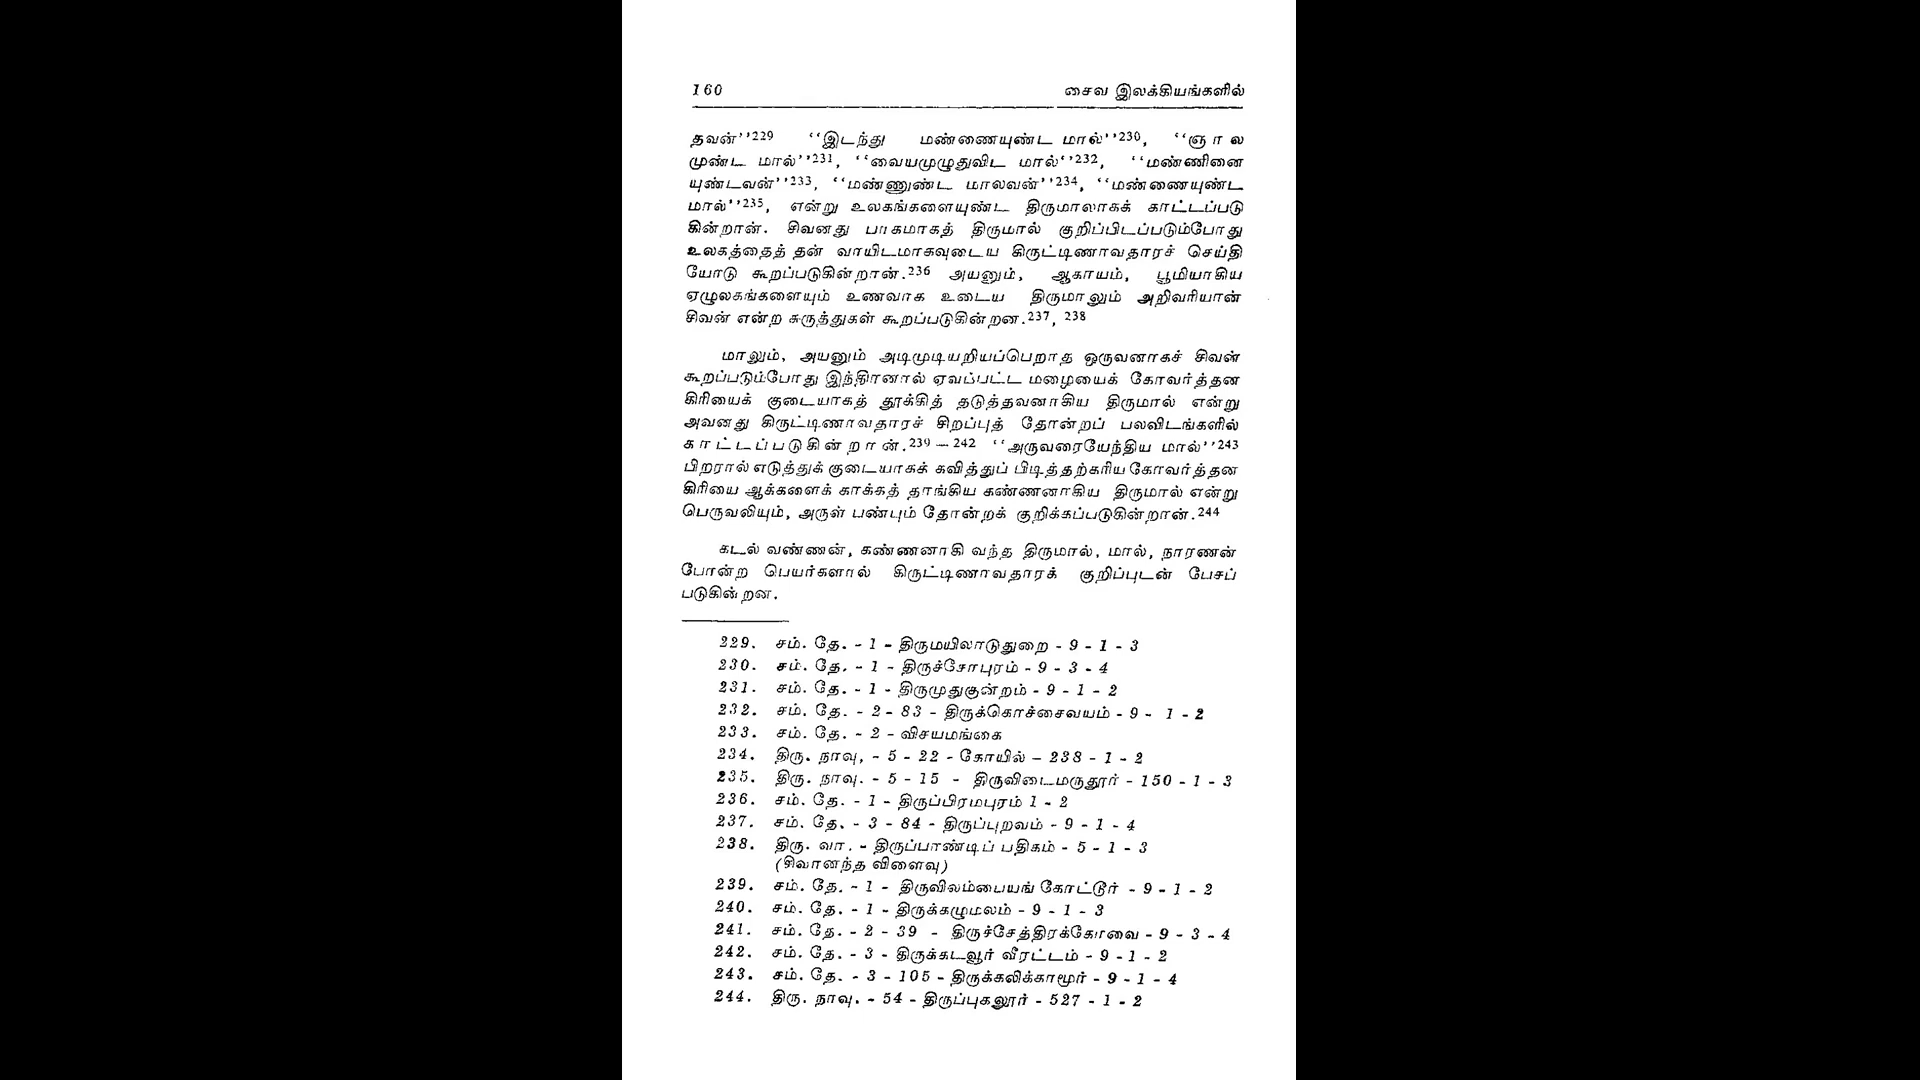 160 சைவ இலக்கியங்களில்
தவன்’’229 ‘‘இடந்து மண்ணையுண்ட மால்’’230, ‘‘ஞால
முண்ட மால்’’231, ‘‘வையமுழுதுவிட மால்‘’232, ‘‘மண்ணினை
யுண்டவன்’’233, ‘‘மண்ணுண்ட மாலவன்’’234, ‘‘மண்ணையுண்ட
மால்’’235, என்று உலகங்களையுண்ட திருமாலாகக் காட்டப்படு
கின்றான். சிவனது பாகமாகத் திருமால் குறிப்பிடப்படும்போது
உலகத்தைத் தன் வாயிடமாகவுடைய கிருட்டிணாவதாரச் செய்தி
யோடு கூறப்படுகின்றான்.236 அயனும், ஆகாயம், பூமியாகிய
ஏழுலகங்களையும் உணவாக உடைய திருமாலும் அறிவரியான்
சிவன் என்ற கருத்துகள் கூறப்படுகின்றன.237, 238
மாலும், அயனும் அடிமுடியறியப்பெறாத ஒருவனாகச் சிவன்
கூறப்படும்போது இந்திரனால் ஏவப்பட்ட மழையைக் கோவர்த்தன
கிரியைக் குடையாகத் தூக்கித் தடுத்தவனாகிய திருமால் என்று
அவனது கிருட்டிணாவதாரச் சிறப்புத் தோன்றப் பலவிடங்களில்
காட்டப்படுகின்றான்.239 — 242 ‘‘அருவரையேந்திய மால்’’243
பிறரால் எடுத்துக் குடையாகக் கவித்துப் பிடித்தற்கரிய கோவர்த்தன
கிரியை ஆக்களைக் காக்கத் தாங்கிய கண்ணனாகிய திருமால் என்று
பெருவலியும், அருள் பண்பும் தோன்றக் குறிக்கப்படுகின்றான்.244
கடல் வண்ணன், கண்ணனாகி வந்த திருமால், மால், நாரணன்
போன்ற பெயர்களால் கிருட்டிணாவதாரக் குறிப்புடன் பேசப்
படுகின்றன.
229. சம். தே. - 1 - திருமயிலாடுதுறை - 9 - 1 - 3
230. சம். தே. - 1 - திருச்சோபுரம் - 9 - 3 - 4
231. சம். தே. - 1 - திருமுதுகுன்றம் - 9 - 1 - 2
232. சம். தே. - 2 - 83 - திருக்கொச்சைவயம் - 9 - 1 - 2
233. சம். தே. - 2 - விசயமங்கை
234. திரு. நாவு, - 5 - 22 - கோயில் – 238 - 1 - 2
235. திரு. நாவு. - 5 - 15 - திருவிடைமருதூர் - 150 - 1 - 3
236. சம். தே. - 1 - திருப்பிரமபுரம் 1 - 2
237. சம். தே. - 3 - 84 - திருப்புறவம் - 9 - 1 - 4
238. திரு. வா. - திருப்பாண்டிப் பதிகம் - 5 - 1 - 3
(சிவானந்த விளைவு)
239. சம். தே. - 1 - திருவிலம்பையங் கோட்டூர் - 9 - 1 - 2
240. சம். தே. - 1 - திருக்கழுமலம் - 9 - 1 - 3
241. சம். தே. - 2 - 39 - திருச்சேத்திரக்கோவை - 9 - 3 - 4
242. சம். தே. - 3 - திருக்கடவூர் வீரட்டம் - 9 - 1 - 2
243. சம். தே. - 3 - 105 - திருக்கலிக்காமூர் - 9 - 1 - 4
244. திரு. நாவு. - 54 - திருப்புகலூர் - 527 - 1 - 2